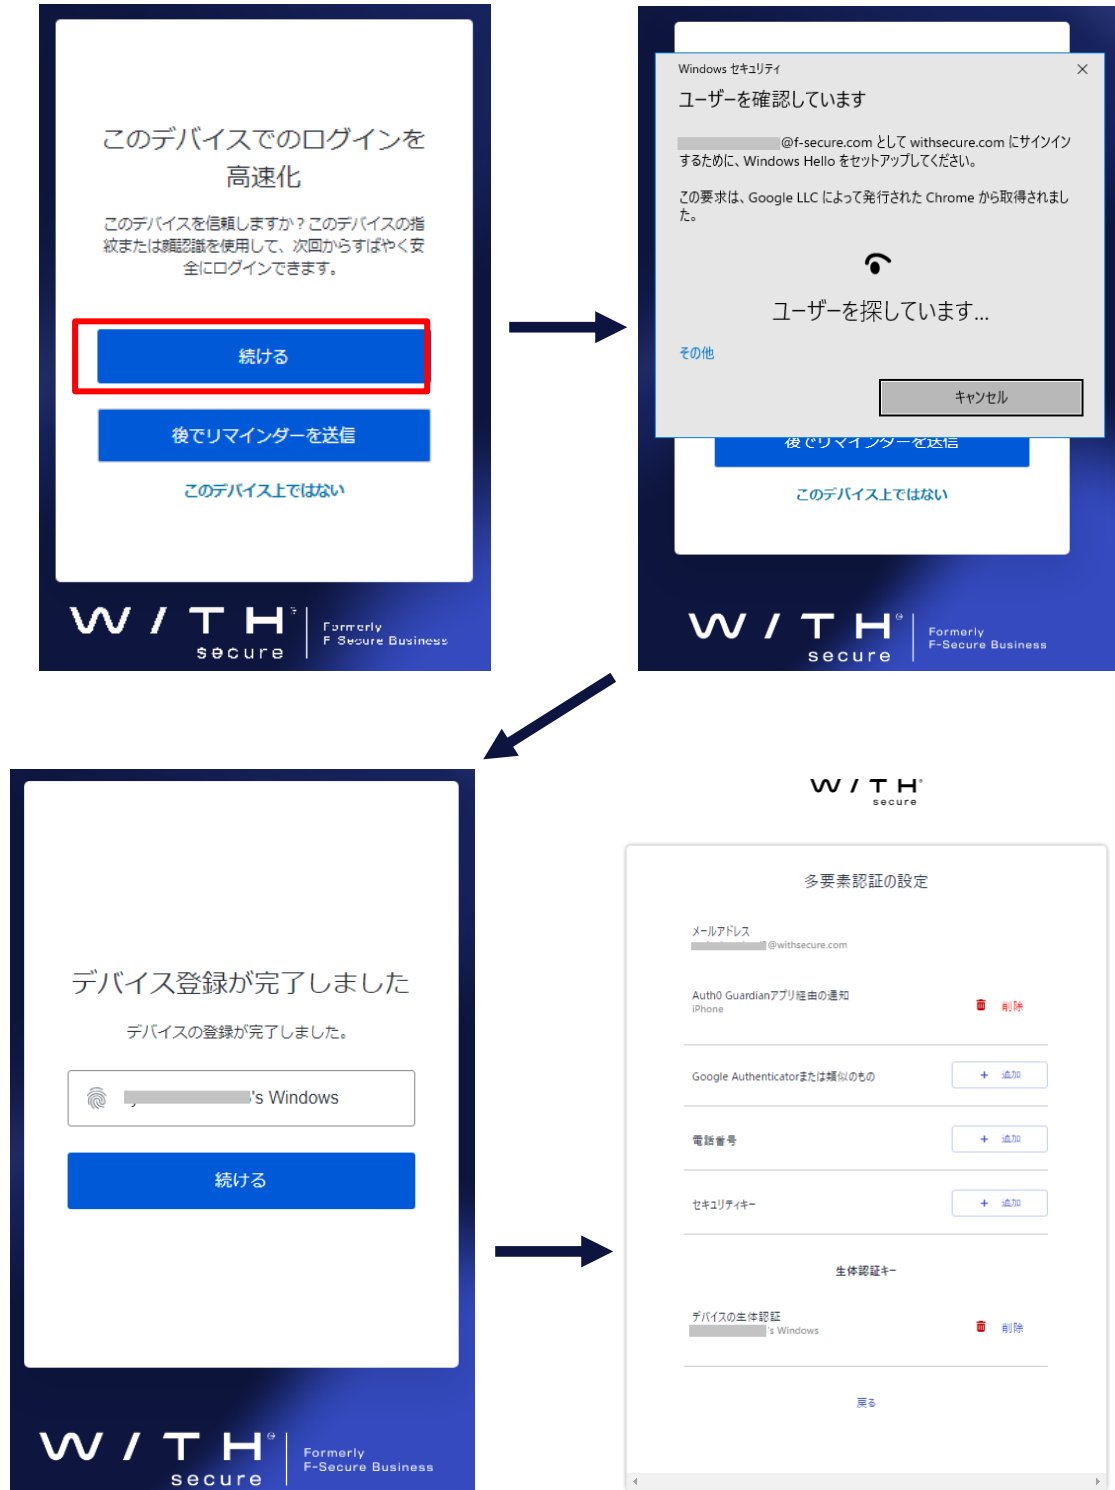 このデバイスでのログインを
高速化
このデバイスを信頼しますか？このデバイスの指
紋または顔認識を使用して、次回からすばやく安
全にログインできます。
続ける
後でリマインダーを送信
このデバイス上ではない
W / T H
secure
Formerly
F-Secure Business
Windows セキュリティ
ユーザーを確認しています
@f-secure.com として withsecure.com にサインイン
するために、Windows Hello をセットアップしてください。
この要求は、Google LLC によって発行された Chrome から取得されまし
た。
ユーザーを探しています...
その他
キャンセル
後でリマインダーを送信
このデバイス上ではない
W / T H
secure
Formerly
F-Secure Business
デバイス登録が完了しました
デバイスの登録が完了しました。
's Windows
続ける
W / T H
secure
Formerly
F-Secure Business
W / T H
secure
多要素認証の設定
メールアドレス
@withsecure.com
Auth0 Guardianアプリ経由の通知
iPhone
削除
Google Authenticatorまたは類似のもの
+ 追加
電話番号
+ 追加
セキュリティキー
+ 追加
生体認証キー
デバイスの生体認証
's Windows
削除
戻る